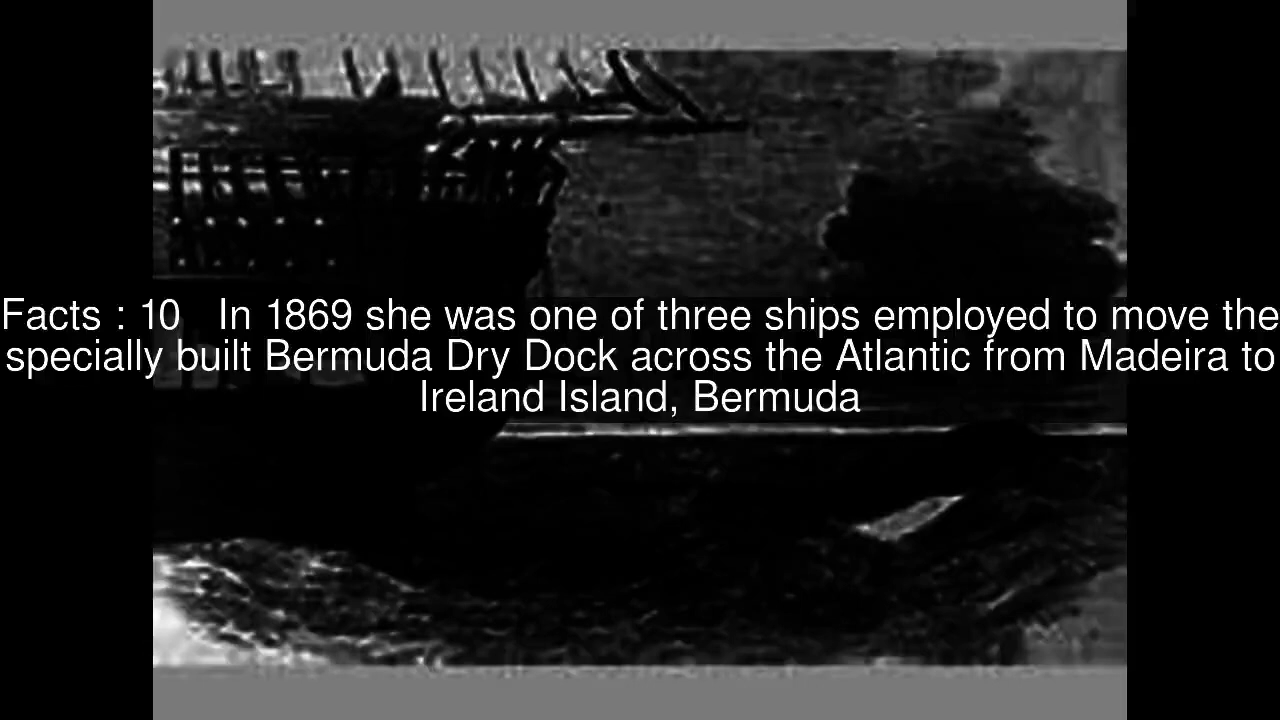 Facts : 10   In 1869 she was one of three ships employed to move the
specially built Bermuda Dry Dock across the Atlantic from Madeira to
Ireland Island, Bermuda